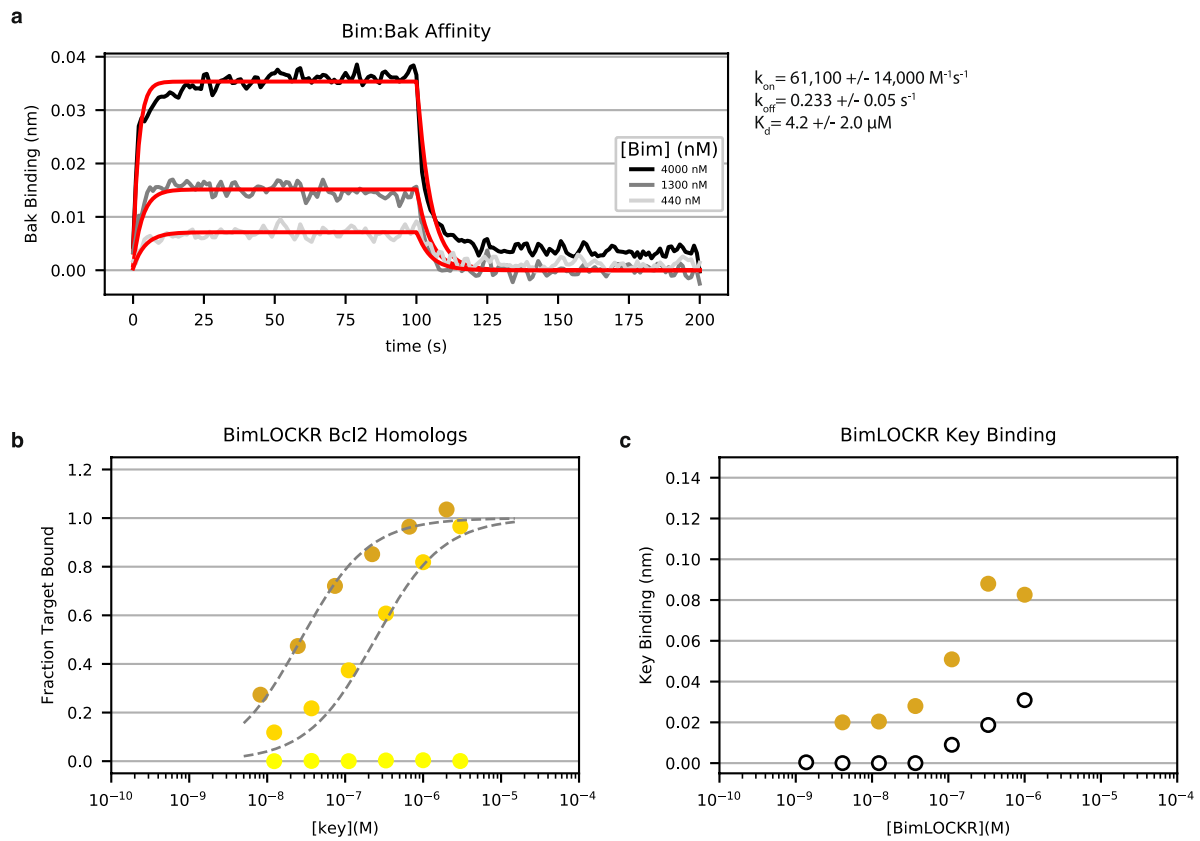 a
Bim:Bak Affinity
0.04
0.03
0.02
0.01
0.00
Bak Binding (nm)
0
25
50
75
100
125
150
175
200
time (s)
[Bim] (nM)
4000 nM
1300 nM
440 nM
kon= 61,100 +/- 14,000 M⁻¹s⁻¹
koff= 0.233 +/- 0.05 s⁻¹
Kd= 4.2 +/- 2.0 µM
b
BimLOCKR Bcl2 Homologs
1.2
1.0
0.8
0.6
0.4
0.2
0.0
Fraction Target Bound
10⁻¹⁰
10⁻⁹
10⁻⁸
10⁻⁷
10⁻⁶
10⁻⁵
10⁻⁴
[key](M)
c
BimLOCKR Key Binding
0.14
0.12
0.10
0.08
0.06
0.04
0.02
0.00
Key Binding (nm)
10⁻¹⁰
10⁻⁹
10⁻⁸
10⁻⁷
10⁻⁶
10⁻⁵
10⁻⁴
[BimLOCKR](M)